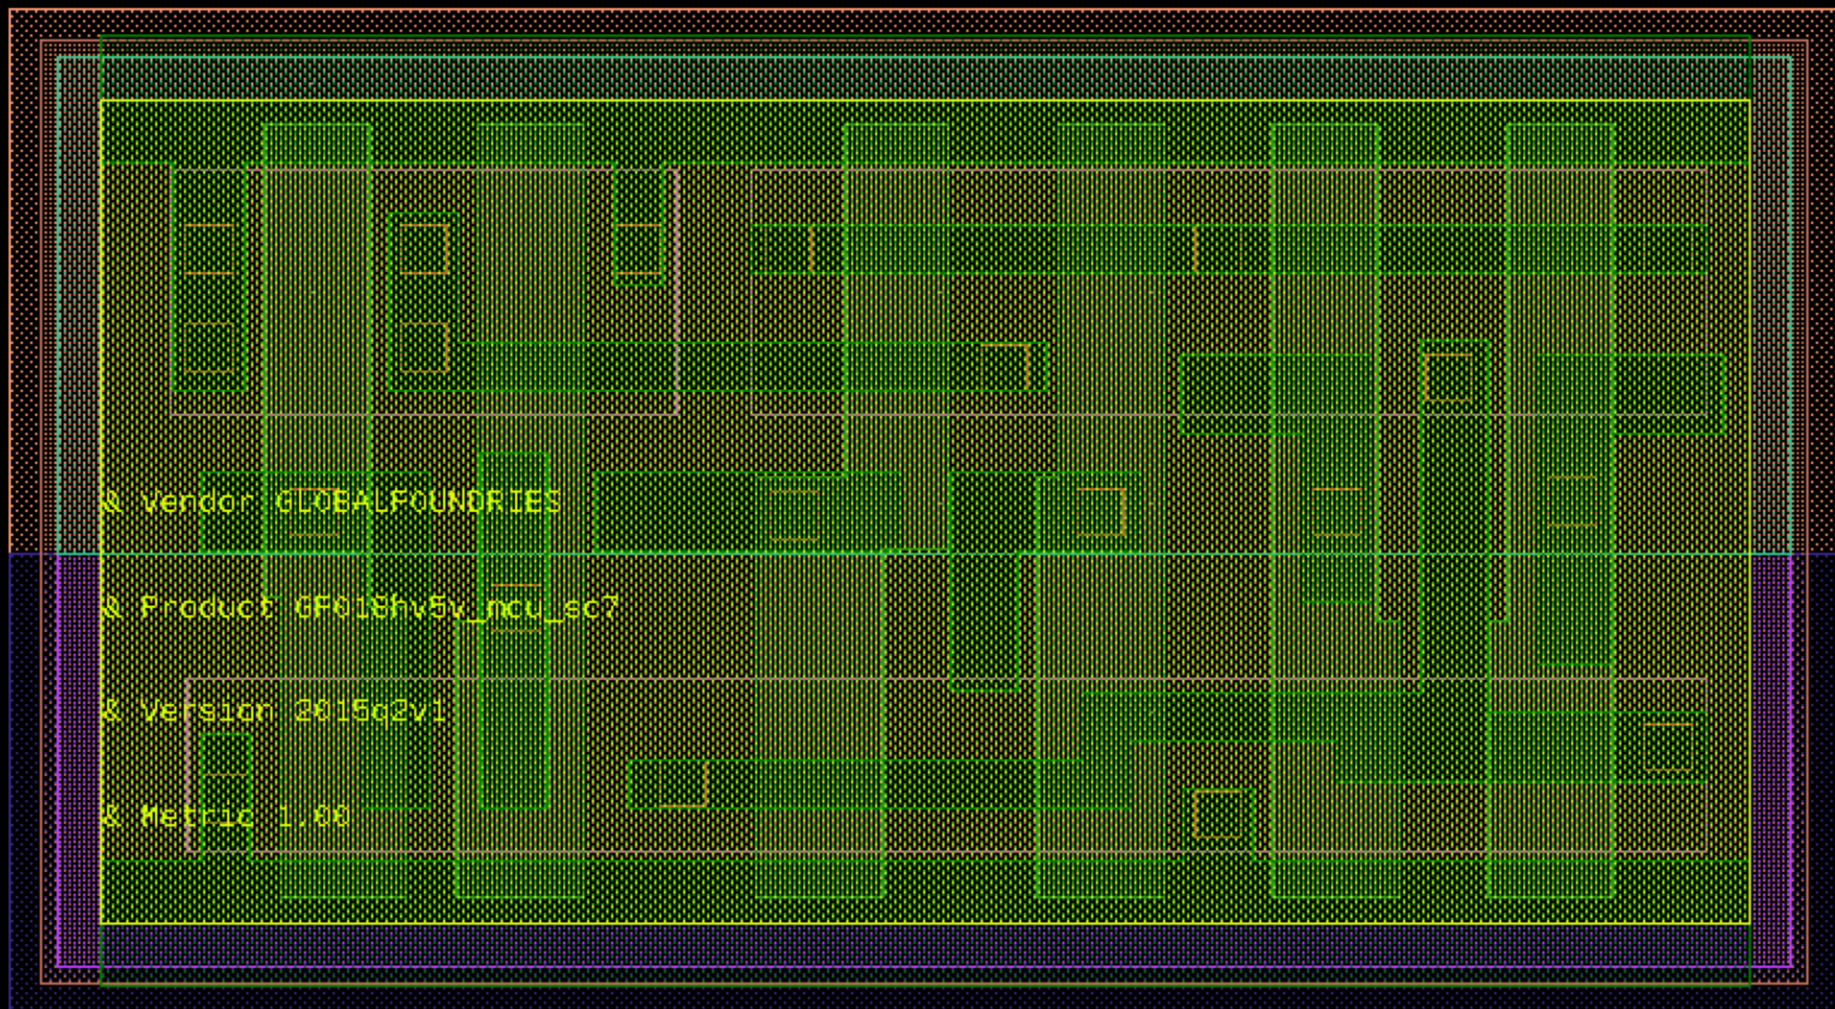 & Vendor GLOBALFOUNDRIES
& Product GF018hv5v_mcu_sc7
& Version 2015q2v1
& Metric 1.00